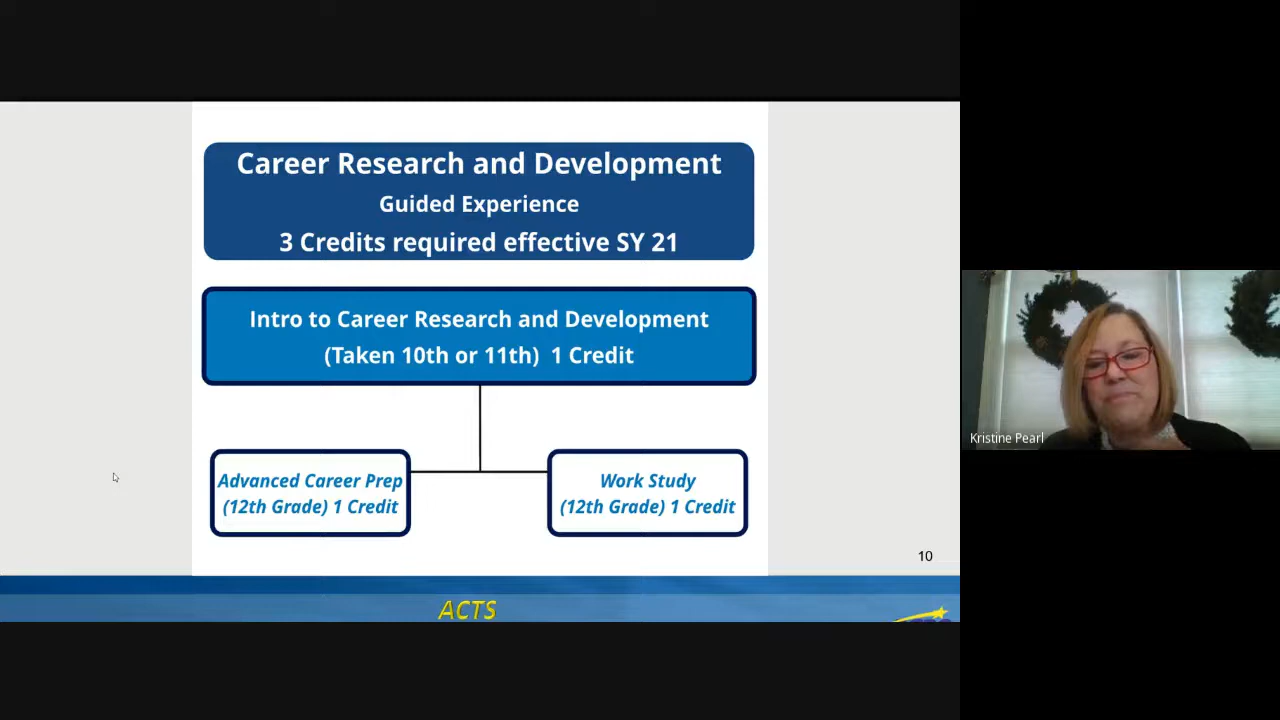 Career Research and Development
Guided Experience
3 Credits required effective SY 21
Intro to Career Research and Development
(Taken 10th or 11th) 1 Credit
Advanced Career Prep
(12th Grade) 1 Credit
Work Study
(12th Grade) 1 Credit
10
ACTS
Kristine Pearl